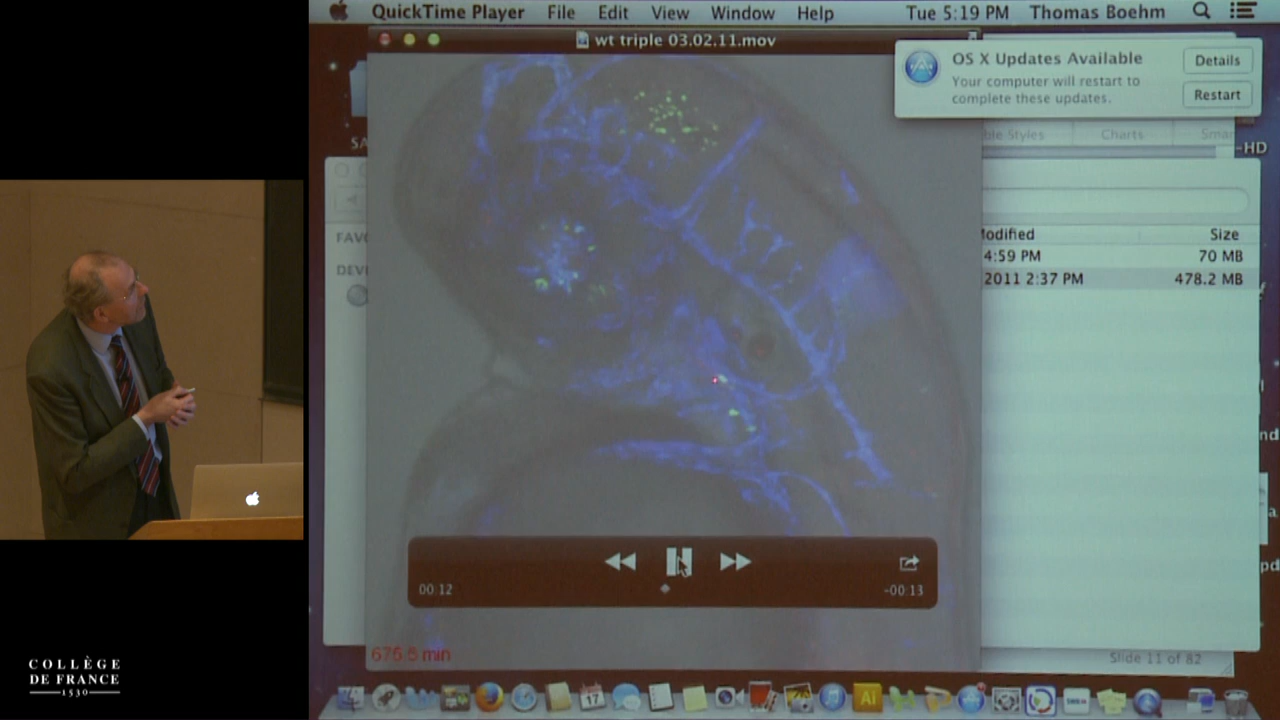 QuickTime Player File Edit View Window Help Tue 5:19 PM Thomas Boehm
wt triple 03.02.11.mov
OS X Updates Available
Your computer will restart to
complete these updates.
Details
Restart
Charts
-HD
Size
4:59 PM 70 MB
2011 2:37 PM 478.2 MB
00:12
-00:13
676.5 min
Slide 11 of 82
17
Ai
COLLÈGE
DE FRANCE
1530